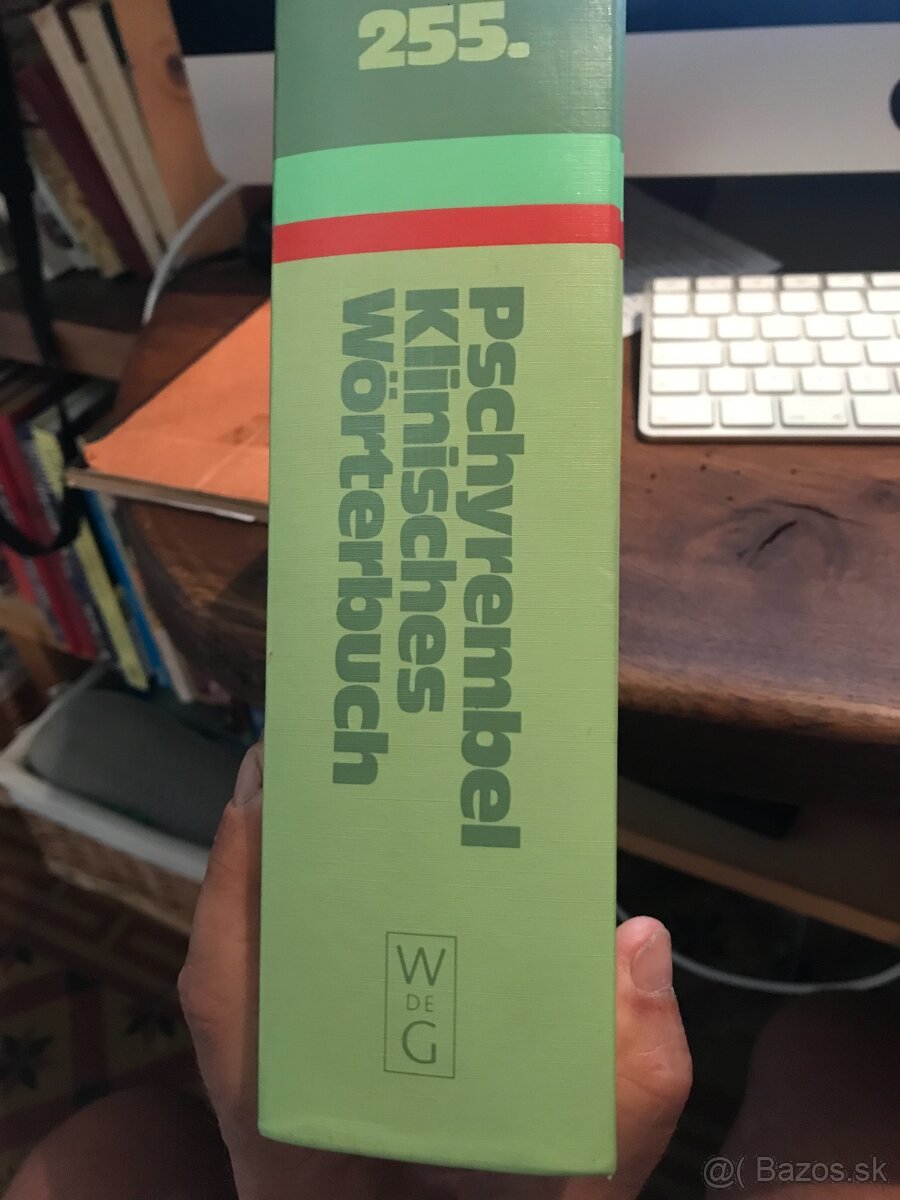 255.
Pschyrembel
Klinisches
Wörterbuch
W
DE
G
@( Bazos.sk